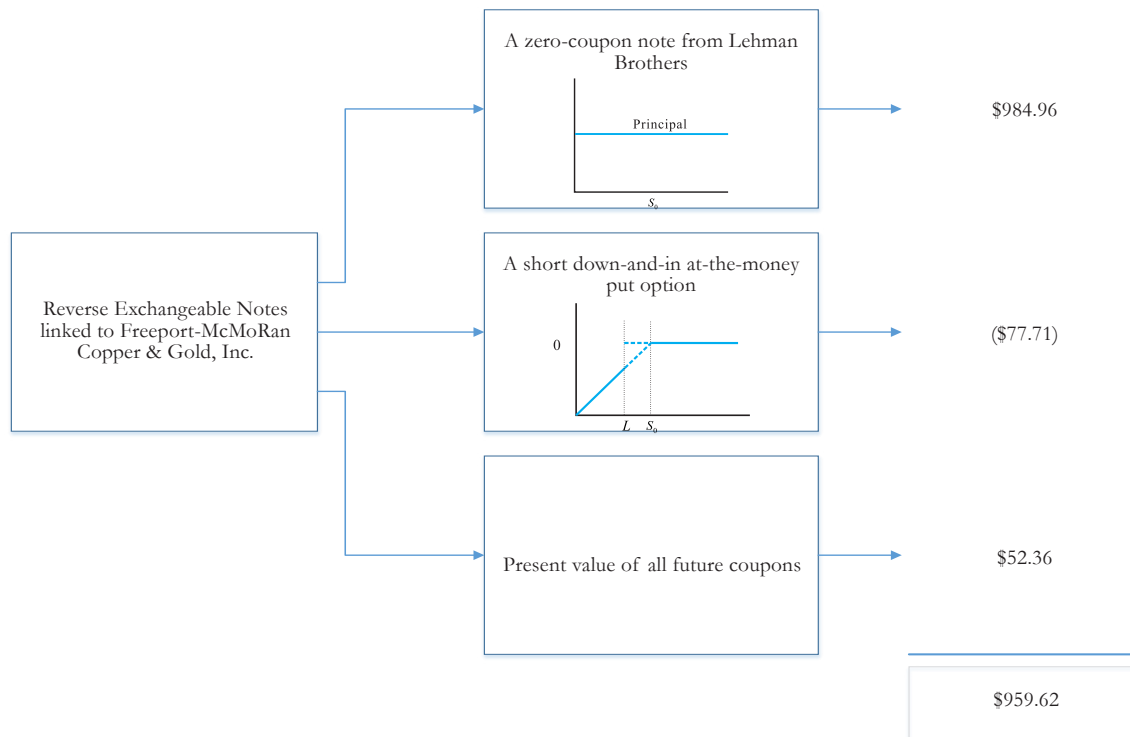 A zero-coupon note from Lehman
Brothers
Principal
S₀
$984.96
Reverse Exchangeable Notes
linked to Freeport-McMoRan
Copper & Gold, Inc.
A short down-and-in at-the-money
put option
0
L S₀
($77.71)
Present value of all future coupons
$52.36
$959.62